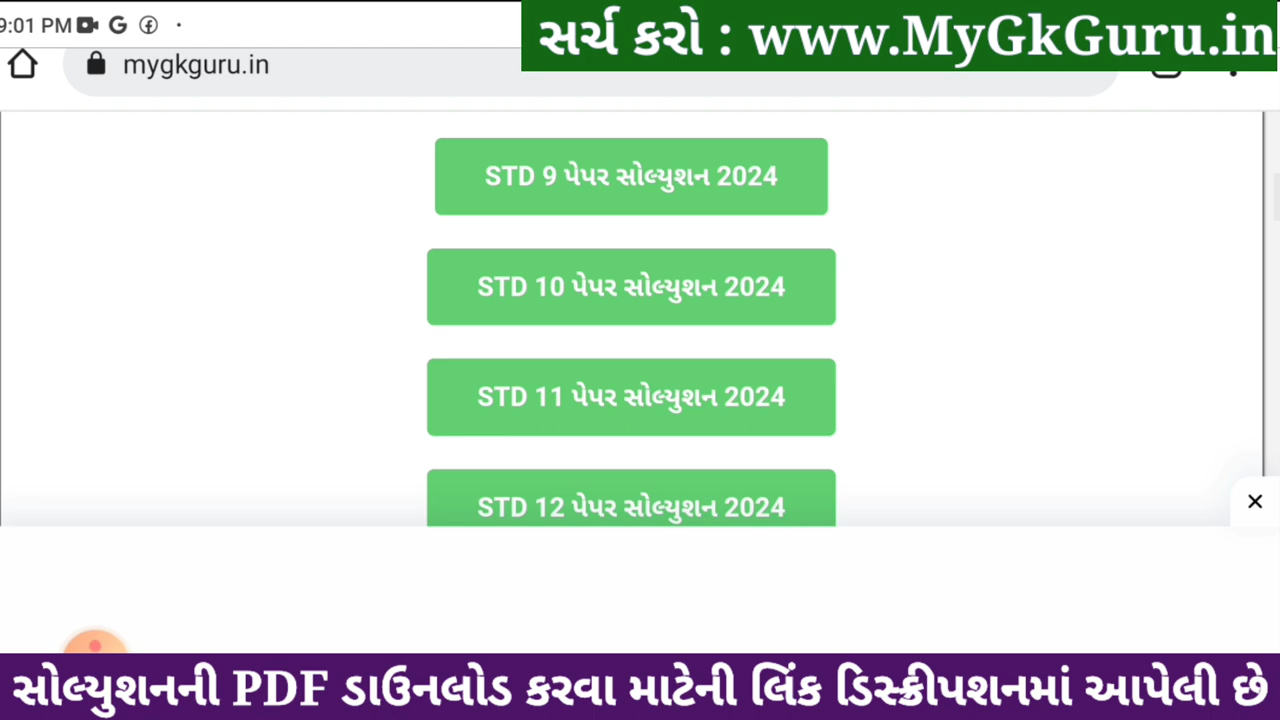 9:01 PM
સર્ચ કરો : www.MyGkGuru.in
mygkguru.in
STD 9 પેપર સોલ્યુશન 2024
STD 10 પેપર સોલ્યુશન 2024
STD 11 પેપર સોલ્યુશન 2024
STD 12 પેપર સોલ્યુશન 2024
સોલ્યુશનની PDF ડાઉનલોડ કરવા માટેની લિંક ડિસ્ક્રીપશનમાં આપેલી છે